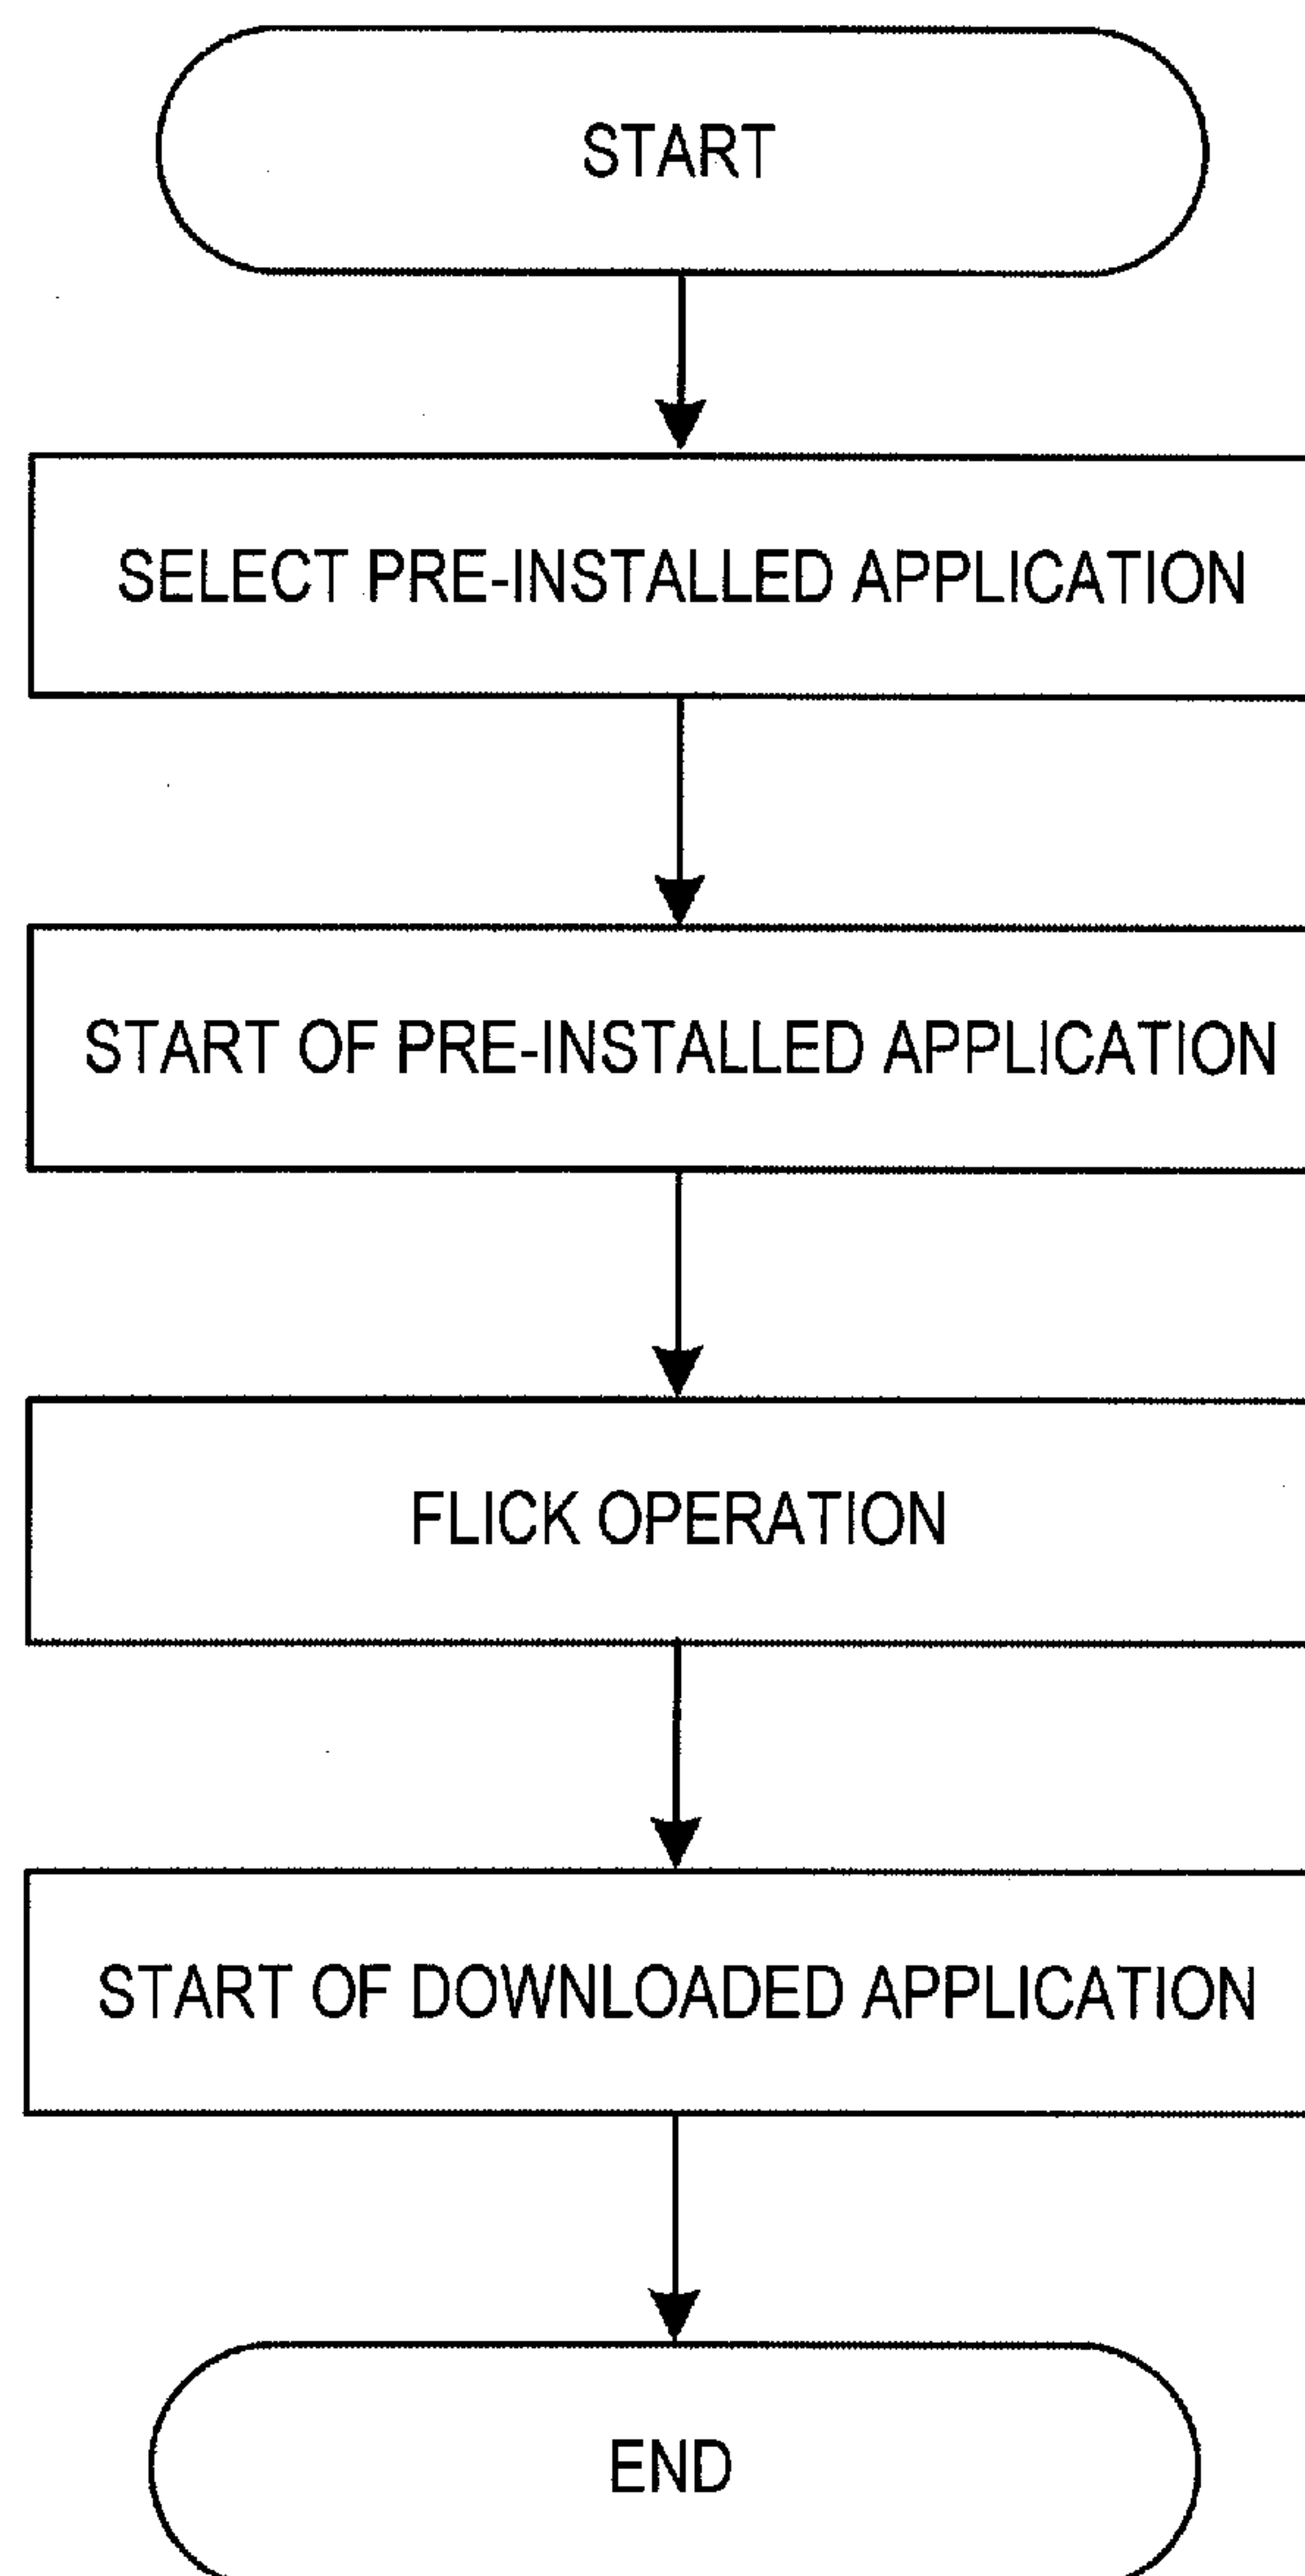 START
SELECT PRE-INSTALLED APPLICATION
START OF PRE-INSTALLED APPLICATION
FLICK OPERATION
START OF DOWNLOADED APPLICATION
END